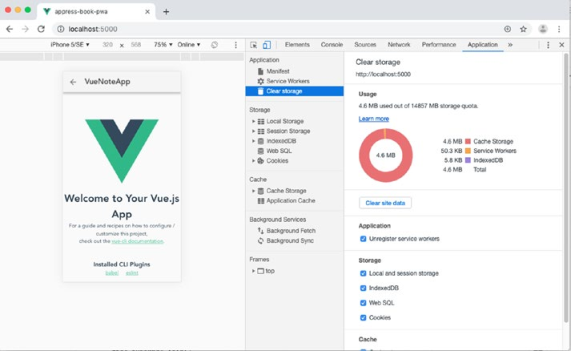 appress-book-pwa
localhost:5000
iPhone 5/SE 320 568 75% Online
VueNoteApp
Welcome to Your Vue.js
App
For a guide and recipes on how to configure /
customise this project,
check out the vue-cli documentation.
Installed CLI Plugins
babel eslint
Elements Console Sources Network Performance Application
Application
Manifest
Service Workers
Clear storage
Storage
Local Storage
Session Storage
IndexedDB
Web SQL
Cookies
Cache
Cache Storage
Application Cache
Background Services
Background Fetch
Background Sync
Frames
top
Clear storage
http://localhost:5000
Usage
4.6 MB used out of 14857 MB storage quota.
Learn more
4.6 MB
4.6 MB Cache Storage
50.3 KB Service Workers
5.8 KB IndexedDB
4.6 MB Total
Clear site data
Application
Unregister service workers
Storage
Local and session storage
IndexedDB
Web SQL
Cookies
Cache